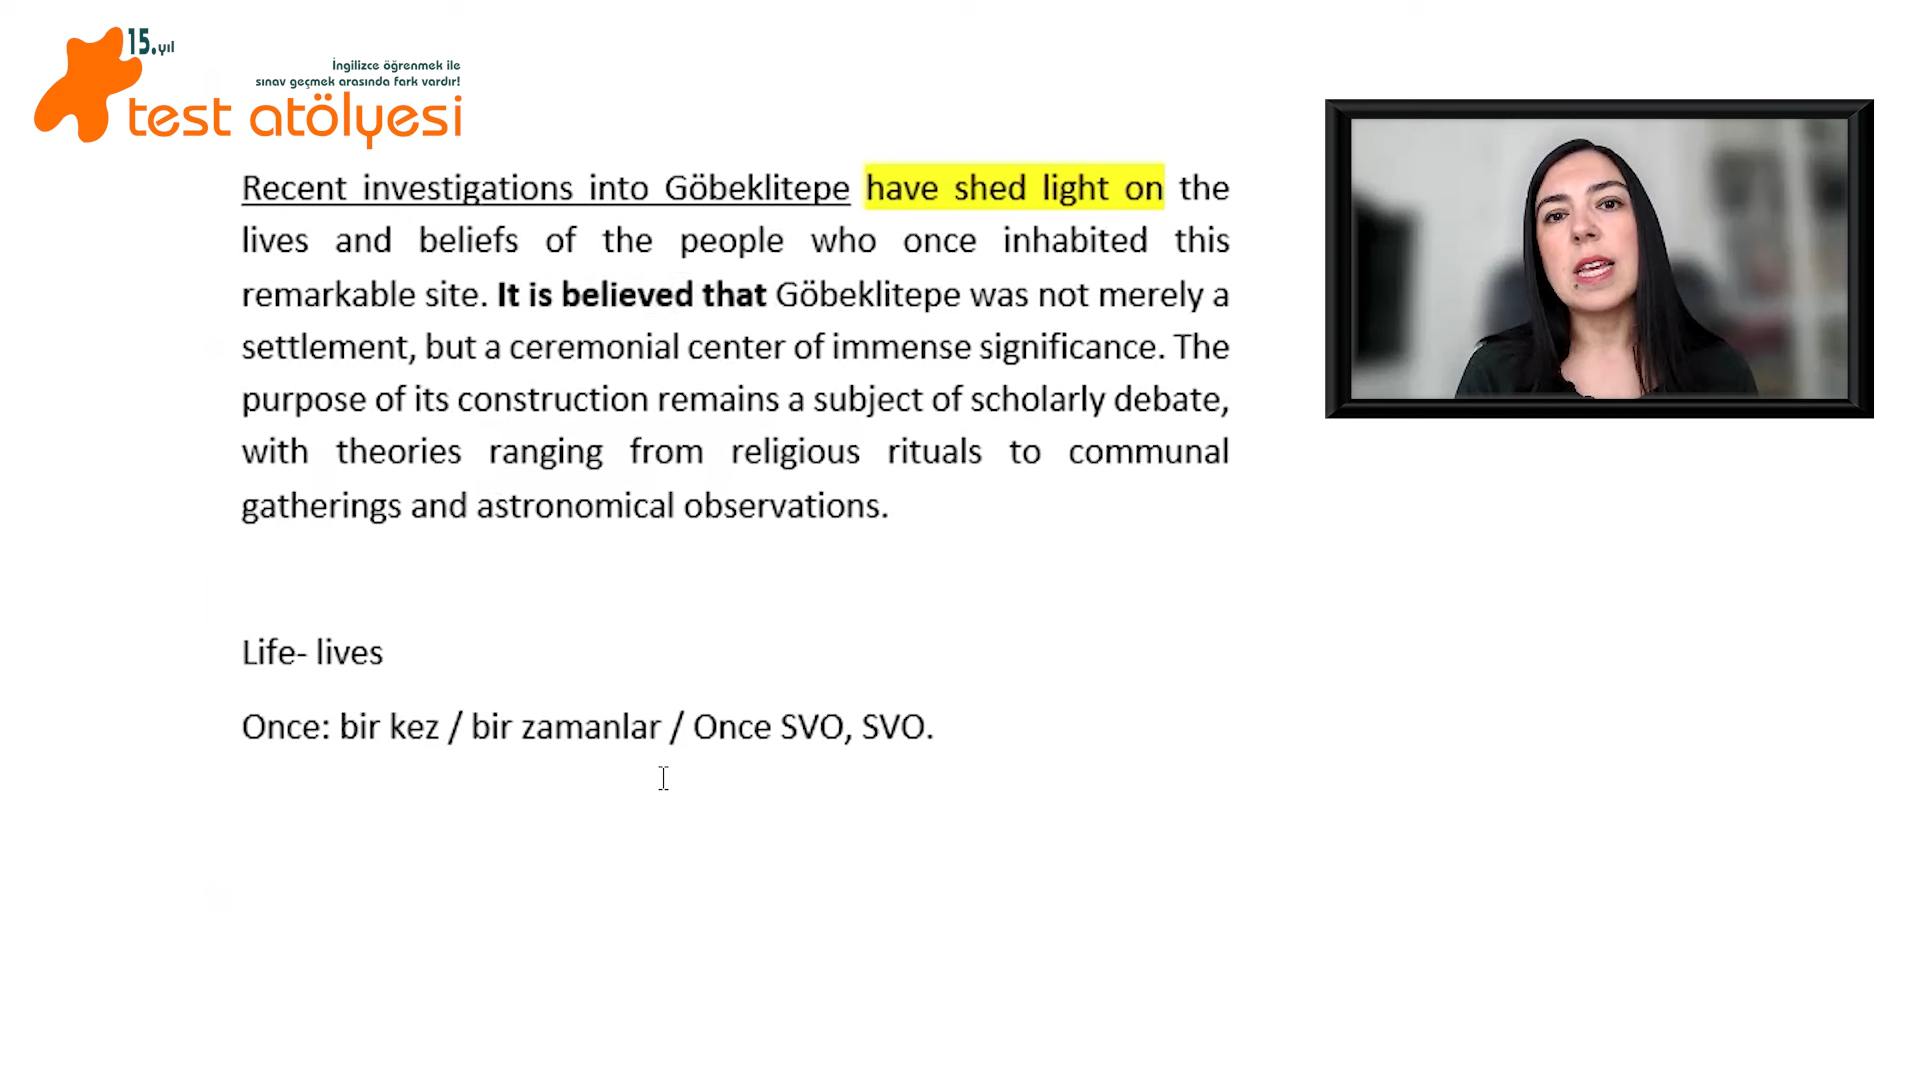 15.yıl
İngilizce öğrenmek ile
sınav geçmek arasında fark vardır!
test atölyesi
Recent investigations into Göbeklitepe have shed light on the
lives and beliefs of the people who once inhabited this
remarkable site. It is believed that Göbeklitepe was not merely a
settlement, but a ceremonial center of immense significance. The
purpose of its construction remains a subject of scholarly debate,
with theories ranging from religious rituals to communal
gatherings and astronomical observations.
Life- lives
Once: bir kez / bir zamanlar / Once SVO, SVO.